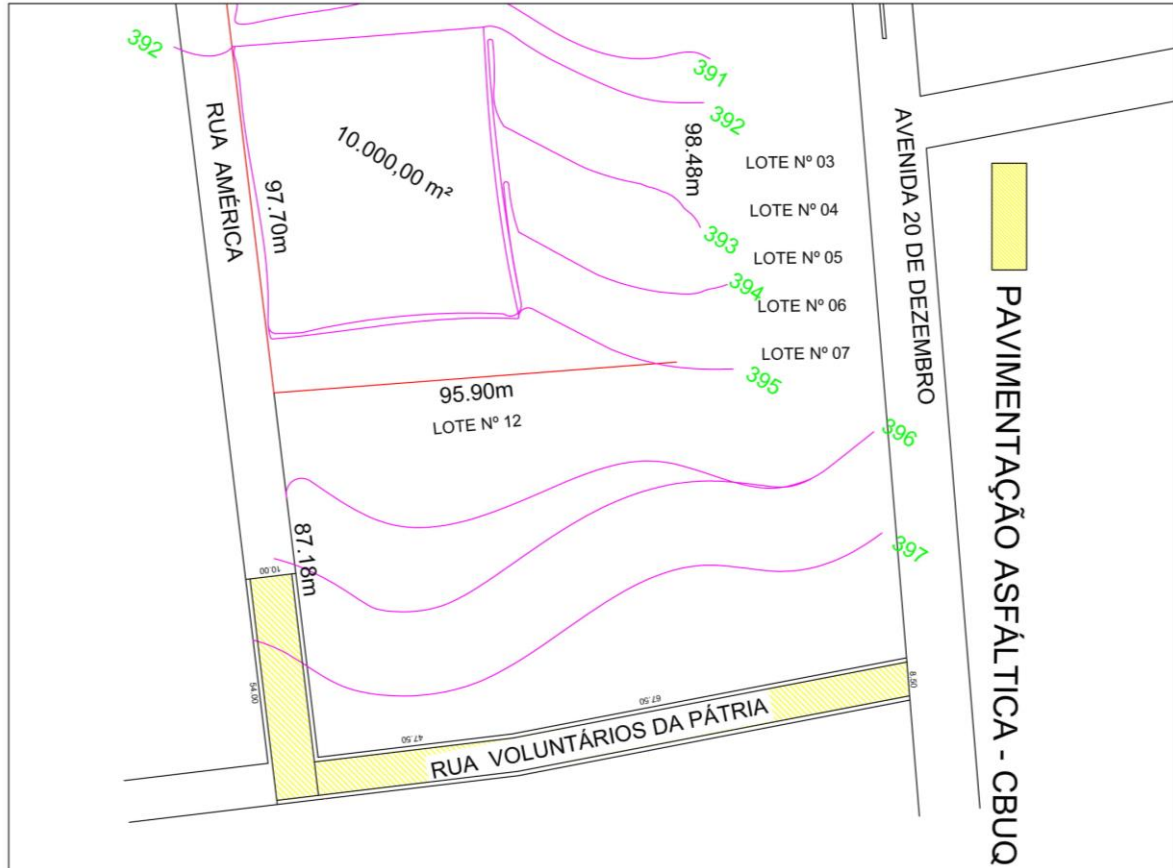 392
391
392
RUA AMÉRICA
10.000,00 m²
98.48m
LOTE Nº 03
97.70m
LOTE Nº 04
393
LOTE Nº 05
394
LOTE Nº 06
AVENIDA 20 DE DEZEMBRO
LOTE Nº 07
395
95.90m
LOTE Nº 12
396
397
87.18m
10.00
54.00
47.50
67.50
8.50
RUA VOLUNTÁRIOS DA PÁTRIA
PAVIMENTAÇÃO ASFÁLTICA - CBUQ